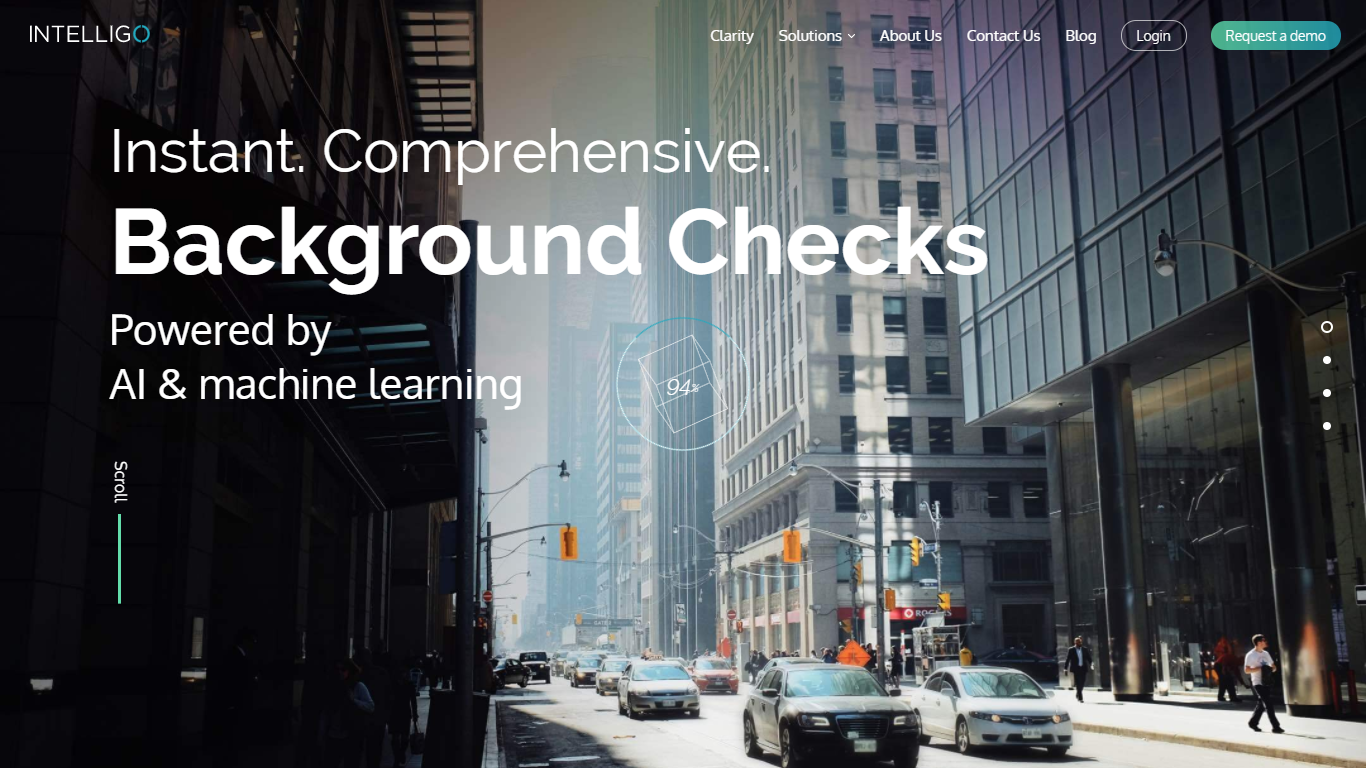 INTELLIGO
Clarity
Solutions
About Us
Contact Us
Blog
Login
Request a demo
Instant. Comprehensive.
Background Checks
Powered by
AI & machine learning
94%
Scroll
ROGERS